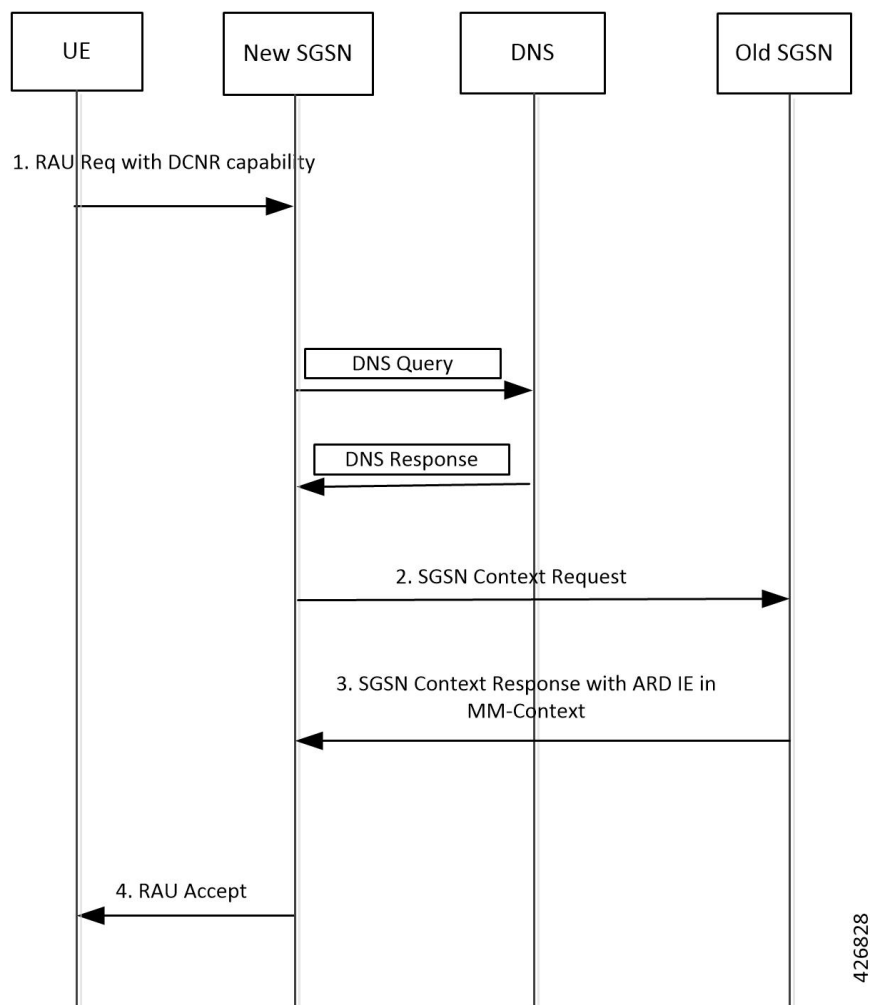 UE
New SGSN
DNS
Old SGSN
1. RAU Req with DCNR capability
DNS Query
DNS Response
2. SGSN Context Request
3. SGSN Context Response with ARD IE in
MM-Context
4. RAU Accept
426828